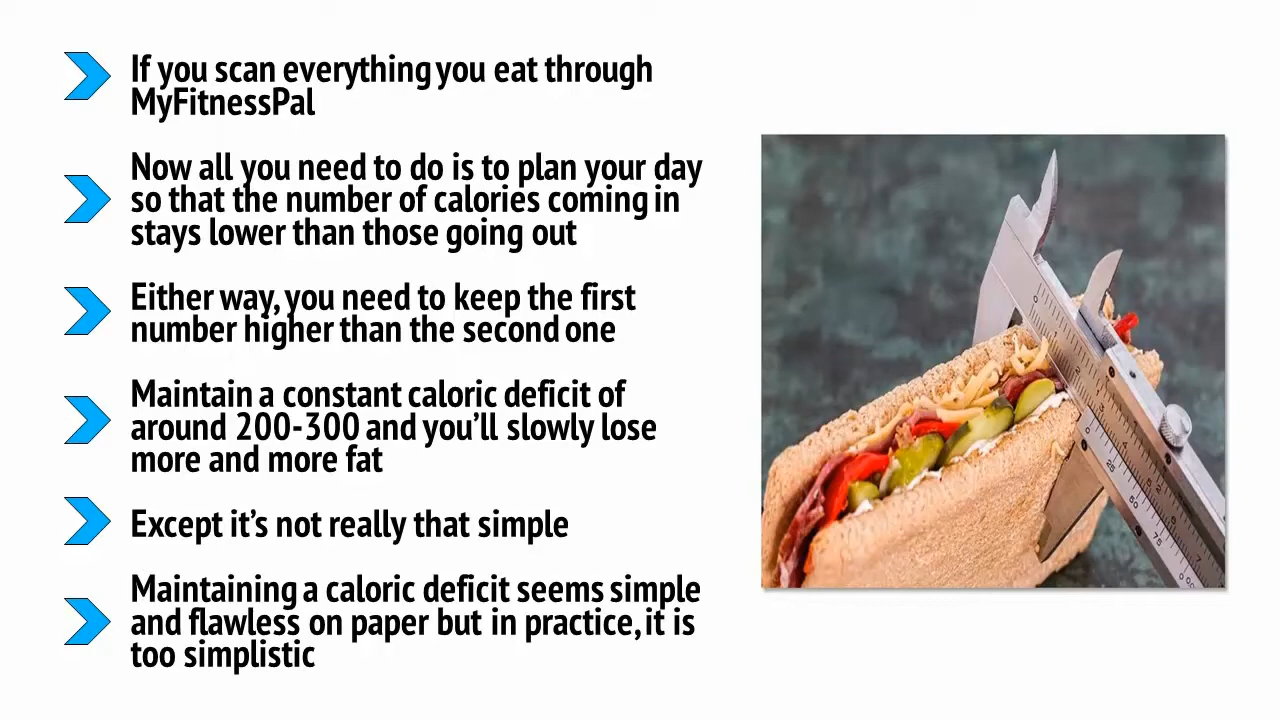 If you scan everything you eat through
MyFitnessPal
Now all you need to do is to plan your day
so that the number of calories coming in
stays lower than those going out
Either way, you need to keep the first
number higher than the second one
Maintain a constant caloric deficit of
around 200-300 and you’ll slowly lose
more and more fat
Except it’s not really that simple
Maintaining a caloric deficit seems simple
and flawless on paper but in practice, it is
too simplistic